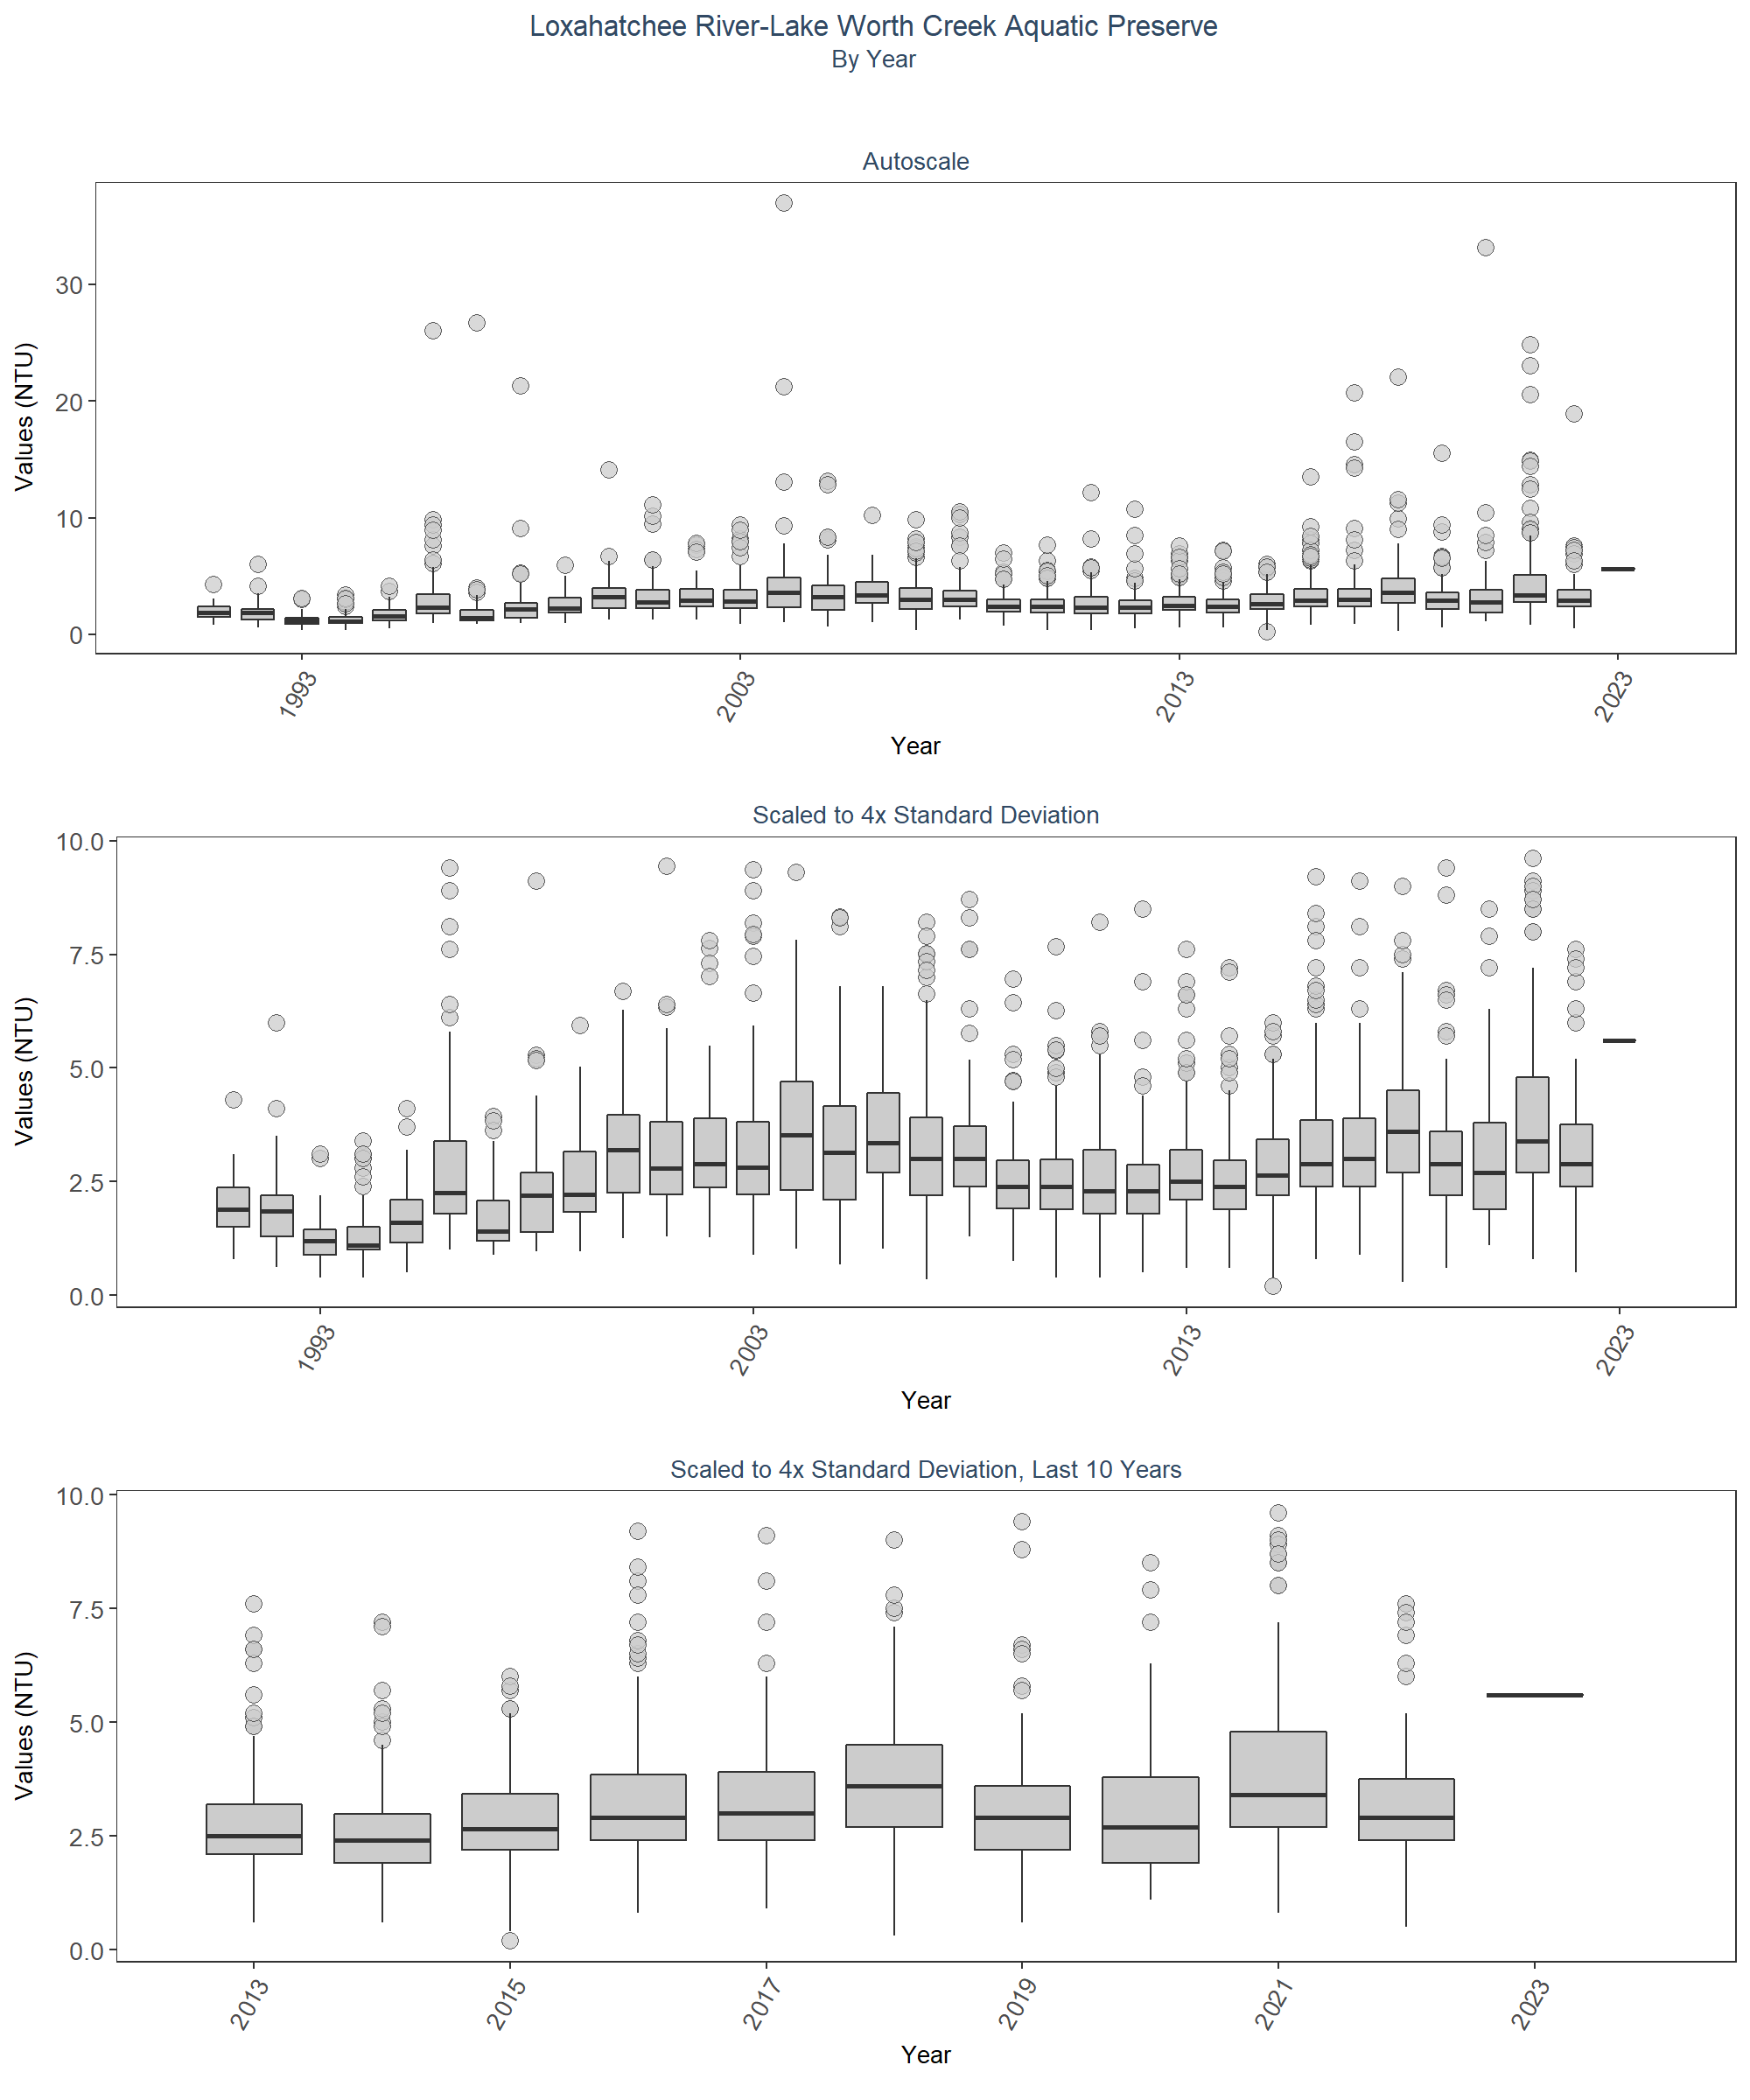 Loxahatchee River-Lake Worth Creek Aquatic Preserve
By Year
Autoscale
Values (NTU)
30
20
10
0
1993
2003
2013
2023
Year
Scaled to 4x Standard Deviation
Values (NTU)
10.0
7.5
5.0
2.5
0.0
1993
2003
2013
2023
Year
Scaled to 4x Standard Deviation, Last 10 Years
Values (NTU)
10.0
7.5
5.0
2.5
0.0
2013
2015
2017
2019
2021
2023
Year